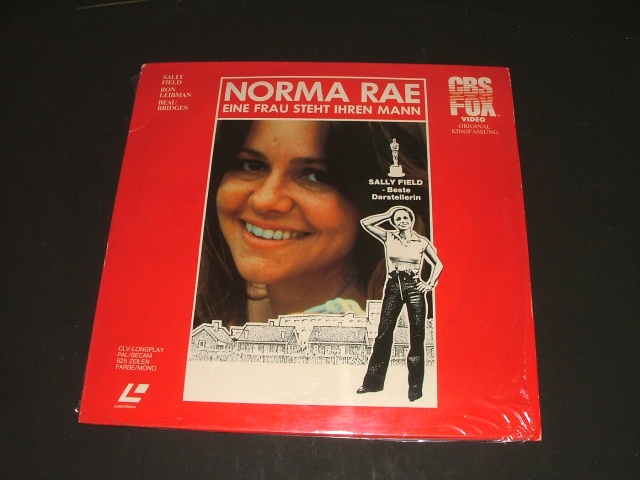 SALLY
FIELD
RON
LEIBMAN
BEAU
BRIDGES
NORMA RAE
EINE FRAU STEHT IHREN MANN
CBS
FOX
VIDEO
ORIGINAL
KINOFASSUNG
SALLY FIELD
- Beste
Darstellerin
CLV-LONGPLAY
PAL/SECAM
625 ZEILEN
FARBE/MONO
LaserVision